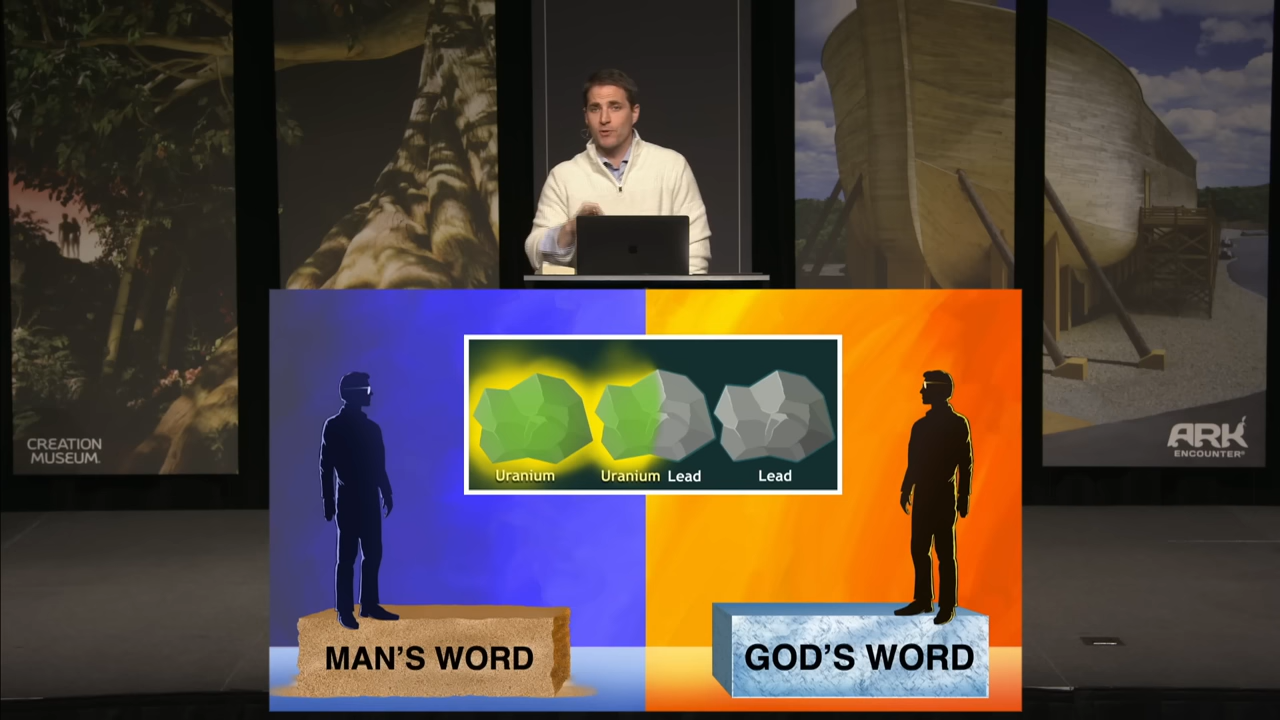 CREATION
MUSEUM
ARK
ENCOUNTER
Uranium
Uranium Lead
Lead
MAN'S WORD
GOD'S WORD